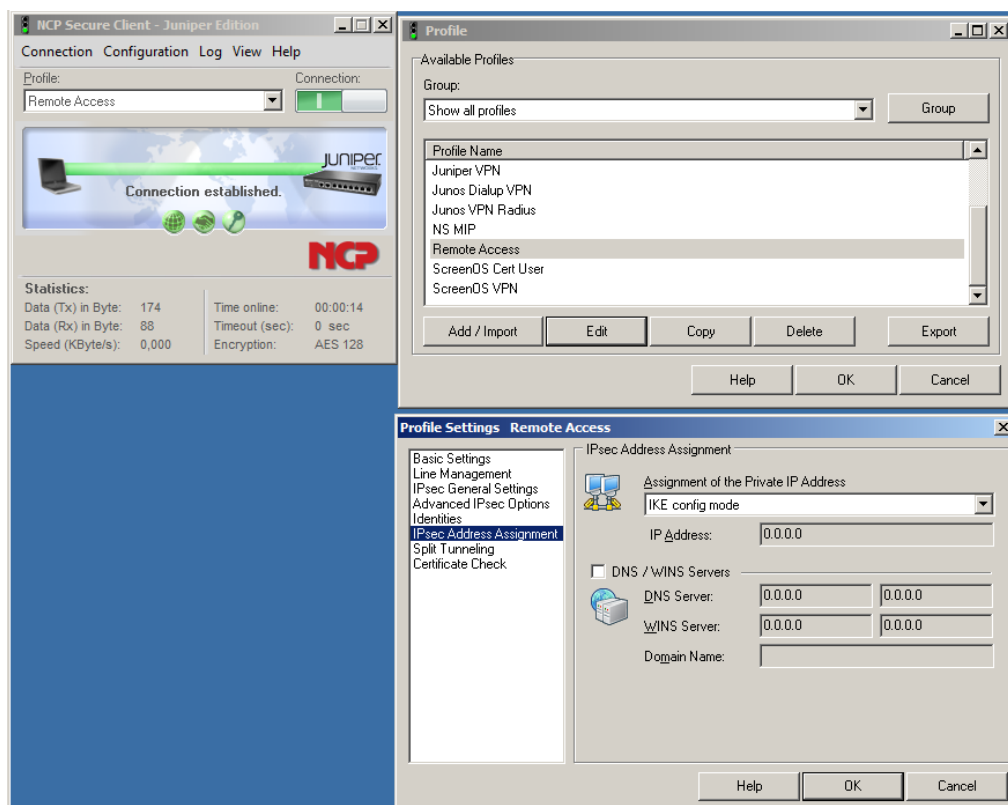 NCP Secure Client - Juniper Edition
Connection Configuration Log View Help
Profile: Connection:
Remote Access
JUNIPER
NETWORKS
Connection established.
NCP
Statistics:
Data (Tx) in Byte: 174 Time online: 00:00:14
Data (Rx) in Byte: 88 Timeout (sec): 0 sec
Speed (KByte/s): 0,000 Encryption: AES 128
Profile
Available Profiles
Group:
Show all profiles Group
Profile Name
Juniper VPN
Junos Dialup VPN
Junos VPN Radius
NS MIP
Remote Access
ScreenOS Cert User
ScreenOS VPN
Add / Import Edit Copy Delete Export
Help OK Cancel
Profile Settings Remote Access
Basic Settings
Line Management
IPsec General Settings
Advanced IPsec Options
Identities
IPsec Address Assignment
Split Tunneling
Certificate Check
IPsec Address Assignment
Assignment of the Private IP Address
IKE config mode
IP Address: 0.0.0.0
DNS / WINS Servers
DNS Server: 0.0.0.0 0.0.0.0
WINS Server: 0.0.0.0 0.0.0.0
Domain Name:
Help OK Cancel